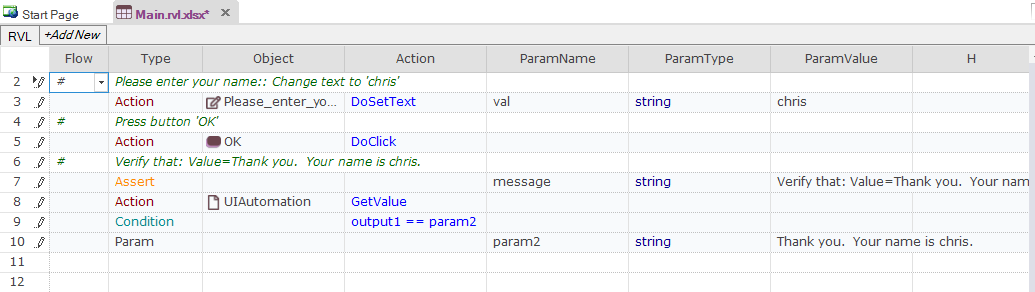 Start Page Main.rvl.xlsx*
RVL +Add New
Flow Type Object Action ParamName ParamType ParamValue H
2 # Please enter your name:: Change text to 'chris'
3 Action Please_enter_yo... DoSetText val string chris
4 # Press button 'OK'
5 Action OK DoClick
6 # Verify that: Value=Thank you.  Your name is chris.
7 Assert message string Verify that: Value=Thank you.  Your nam
8 Action UIAutomation GetValue
9 Condition output1 == param2
10 Param param2 string Thank you.  Your name is chris.
11
12